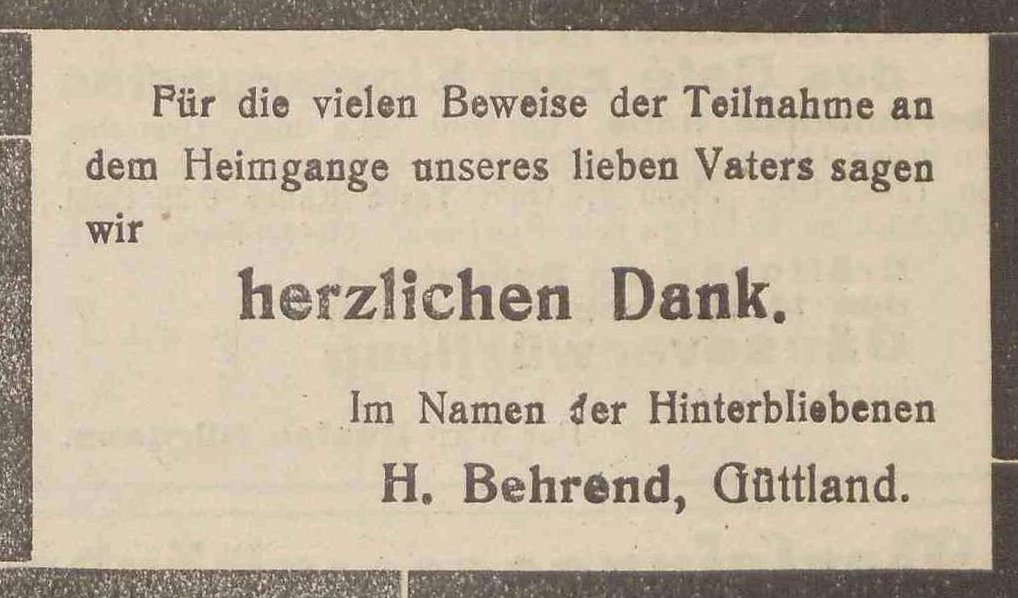 Für die vielen Beweise der Teilnahme an
dem Heimgange unseres lieben Vaters sagen
wir
herzlichen Dank.
Im Namen der Hinterbliebenen
H. Behrend, Güttland.